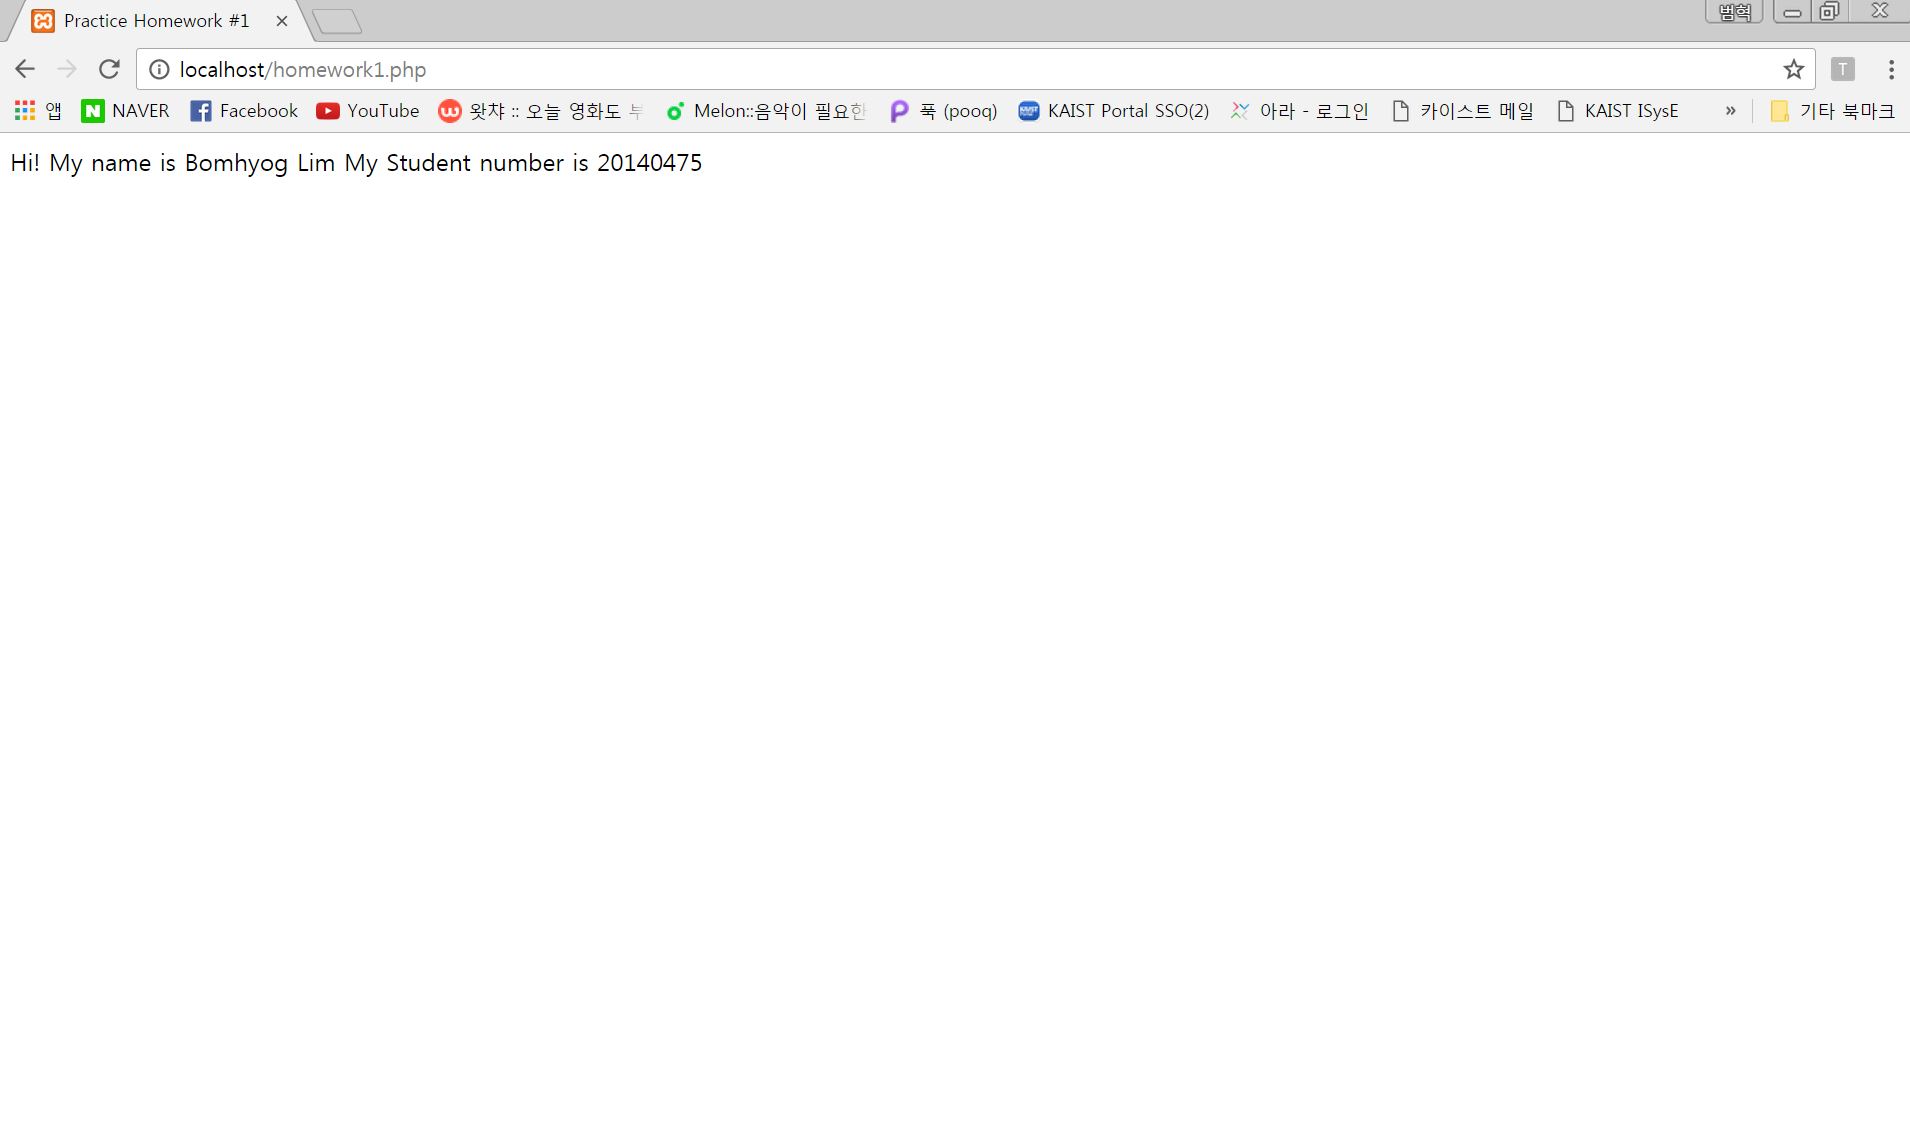 Practice Homework #1
범혁
localhost/homework1.php
T
앱 NAVER Facebook YouTube 왓챠 :: 오늘 영화도 Melon::음악이 필요한 푹 (pooq) KAIST Portal SSO(2) 아라 - 로그인 카이스트 메일 KAIST ISysE » 기타 북마크
Hi! My name is Bomhyog Lim My Student number is 20140475